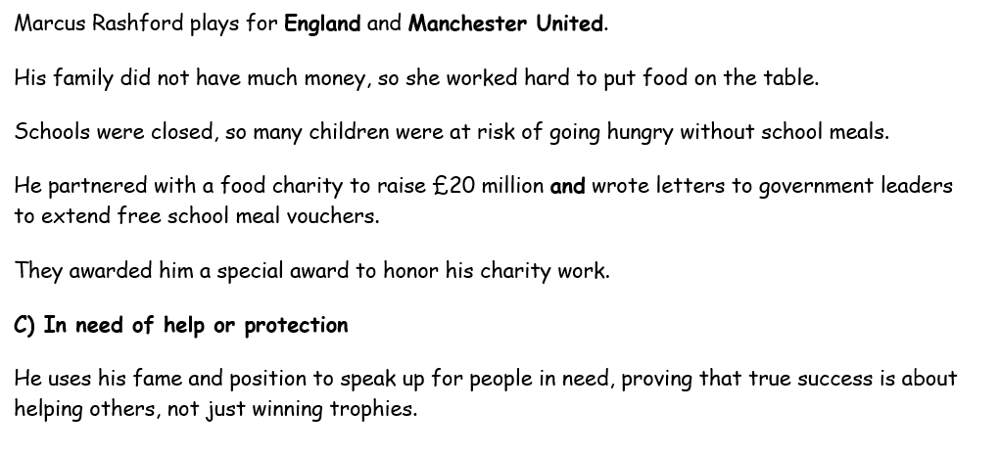 Marcus Rashford plays for England and Manchester United.
His family did not have much money, so she worked hard to put food on the table.
Schools were closed, so many children were at risk of going hungry without school meals.
He partnered with a food charity to raise £20 million and wrote letters to government leaders
to extend free school meal vouchers.
They awarded him a special award to honor his charity work.
C) In need of help or protection
He uses his fame and position to speak up for people in need, proving that true success is about
helping others, not just winning trophies.